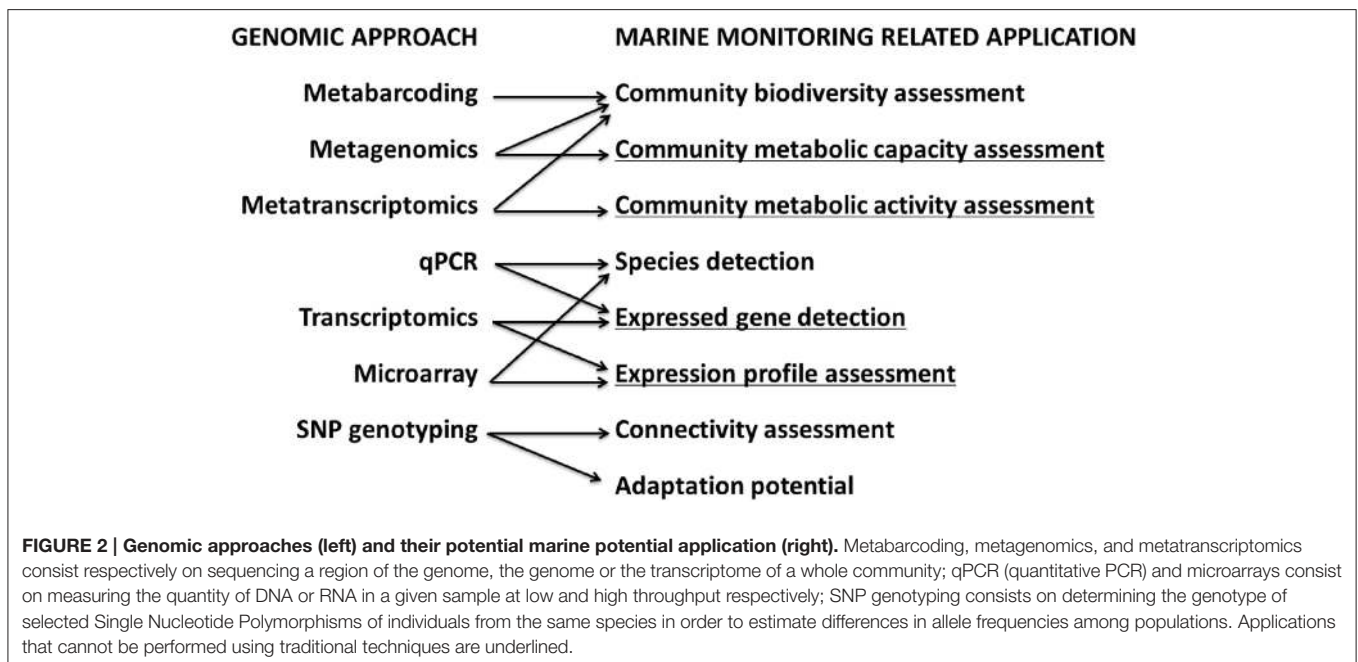 GENOMIC APPROACH MARINE MONITORING RELATED APPLICATION
Metabarcoding Community biodiversity assessment
Metagenomics Community metabolic capacity assessment
Metatranscriptomics Community metabolic activity assessment
qPCR Species detection
Transcriptomics Expressed gene detection
Microarray Expression profile assessment
SNP genotyping Connectivity assessment
Adaptation potential
FIGURE 2 | Genomic approaches (left) and their potential marine potential application (right). Metabarcoding, metagenomics, and metatranscriptomics
consist respectively on sequencing a region of the genome, the genome or the transcriptome of a whole community; qPCR (quantitative PCR) and microarrays consist
on measuring the quantity of DNA or RNA in a given sample at low and high throughput respectively; SNP genotyping consists on determining the genotype of
selected Single Nucleotide Polymorphisms of individuals from the same species in order to estimate differences in allele frequencies among populations. Applications
that cannot be performed using traditional techniques are underlined.